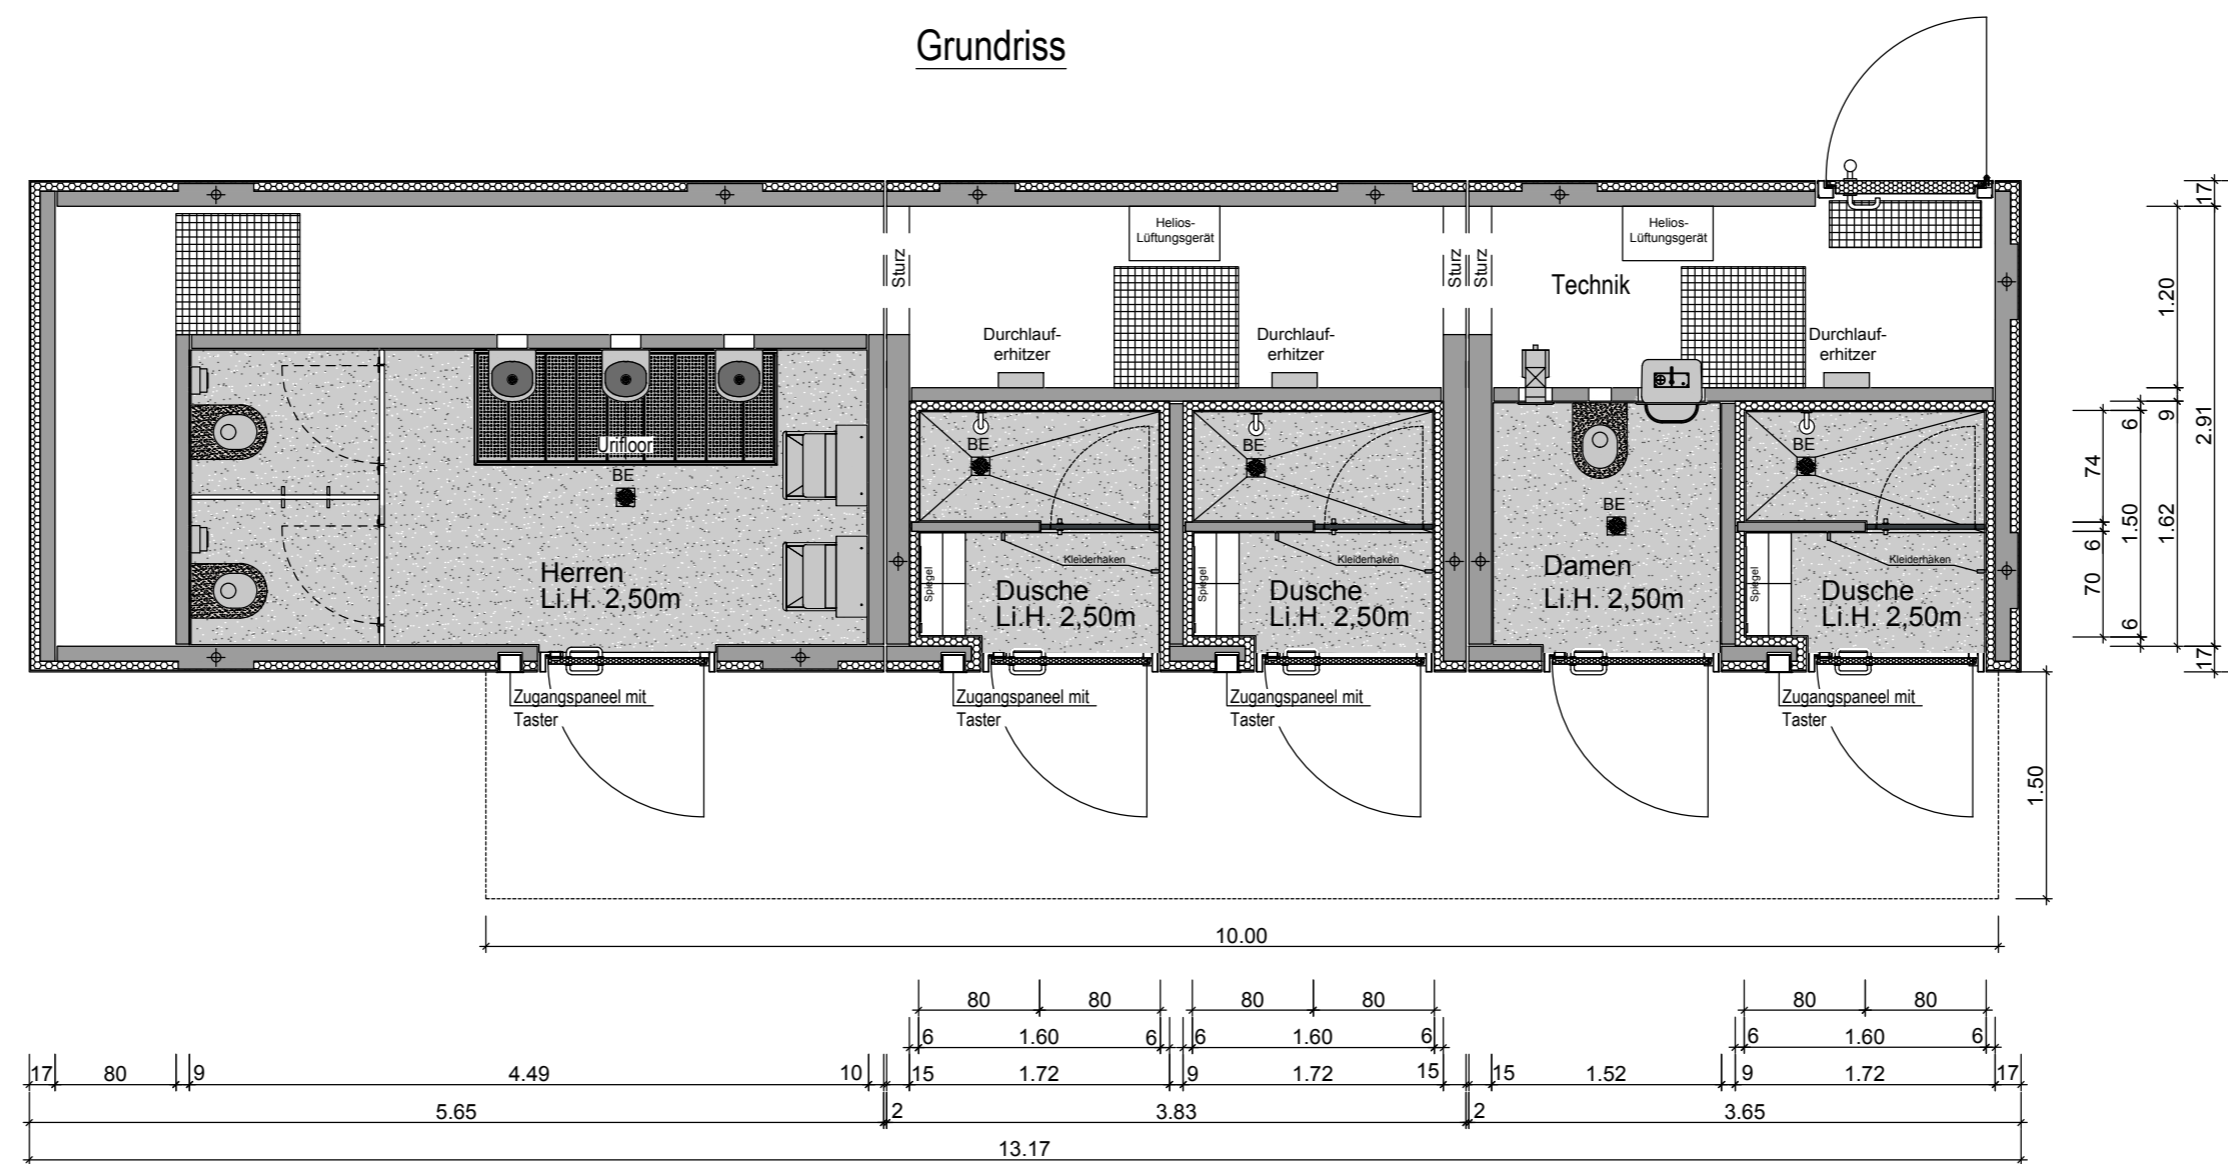 Grundriss
Helios-
Lüftungsgerät
Helios-
Lüftungsgerät
Sturz
Sturz
Sturz
Technik
Durchlauf-
erhitzer
Durchlauf-
erhitzer
Durchlauf-
erhitzer
Urifloor
BE
BE
BE
BE
BE
Kleiderhaken
Kleiderhaken
Kleiderhaken
Spiegel
Spiegel
Spiegel
Herren
Li.H. 2,50m
Dusche
Li.H. 2,50m
Dusche
Li.H. 2,50m
Damen
Li.H. 2,50m
Dusche
Li.H. 2,50m
Zugangspaneel mit
Taster
Zugangspaneel mit
Taster
Zugangspaneel mit
Taster
Zugangspaneel mit
Taster
17
1.20
9
2.91
6
74
1.50
1.62
6
70
6
17
1.50
10.00
80 80 80 80 80 80
6 1.60 6 6 1.60 6 6 1.60 6
17 80 9 4.49 10 15 1.72 9 1.72 15 15 1.52 9 1.72 17
5.65 2 3.83 2 3.65
13.17